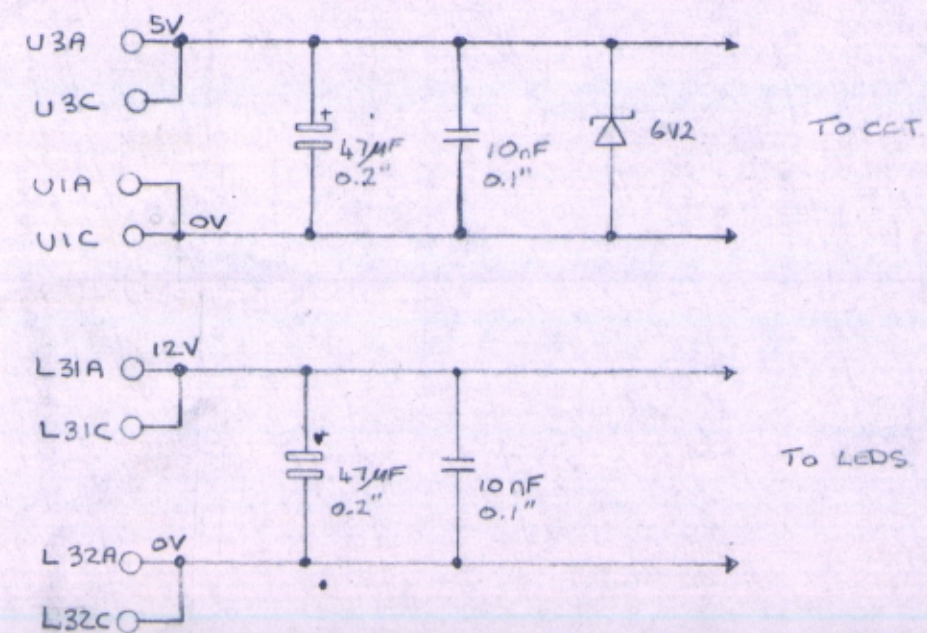 U3A 5V
U3C
+
47µF
0.2"
10nF
0.1"
6V2
TO CCT
U1A
U1C 0V
L31A 12V
L31C
47µF
0.2"
10nF
0.1"
TO LEDS
L32A 0V
L32C